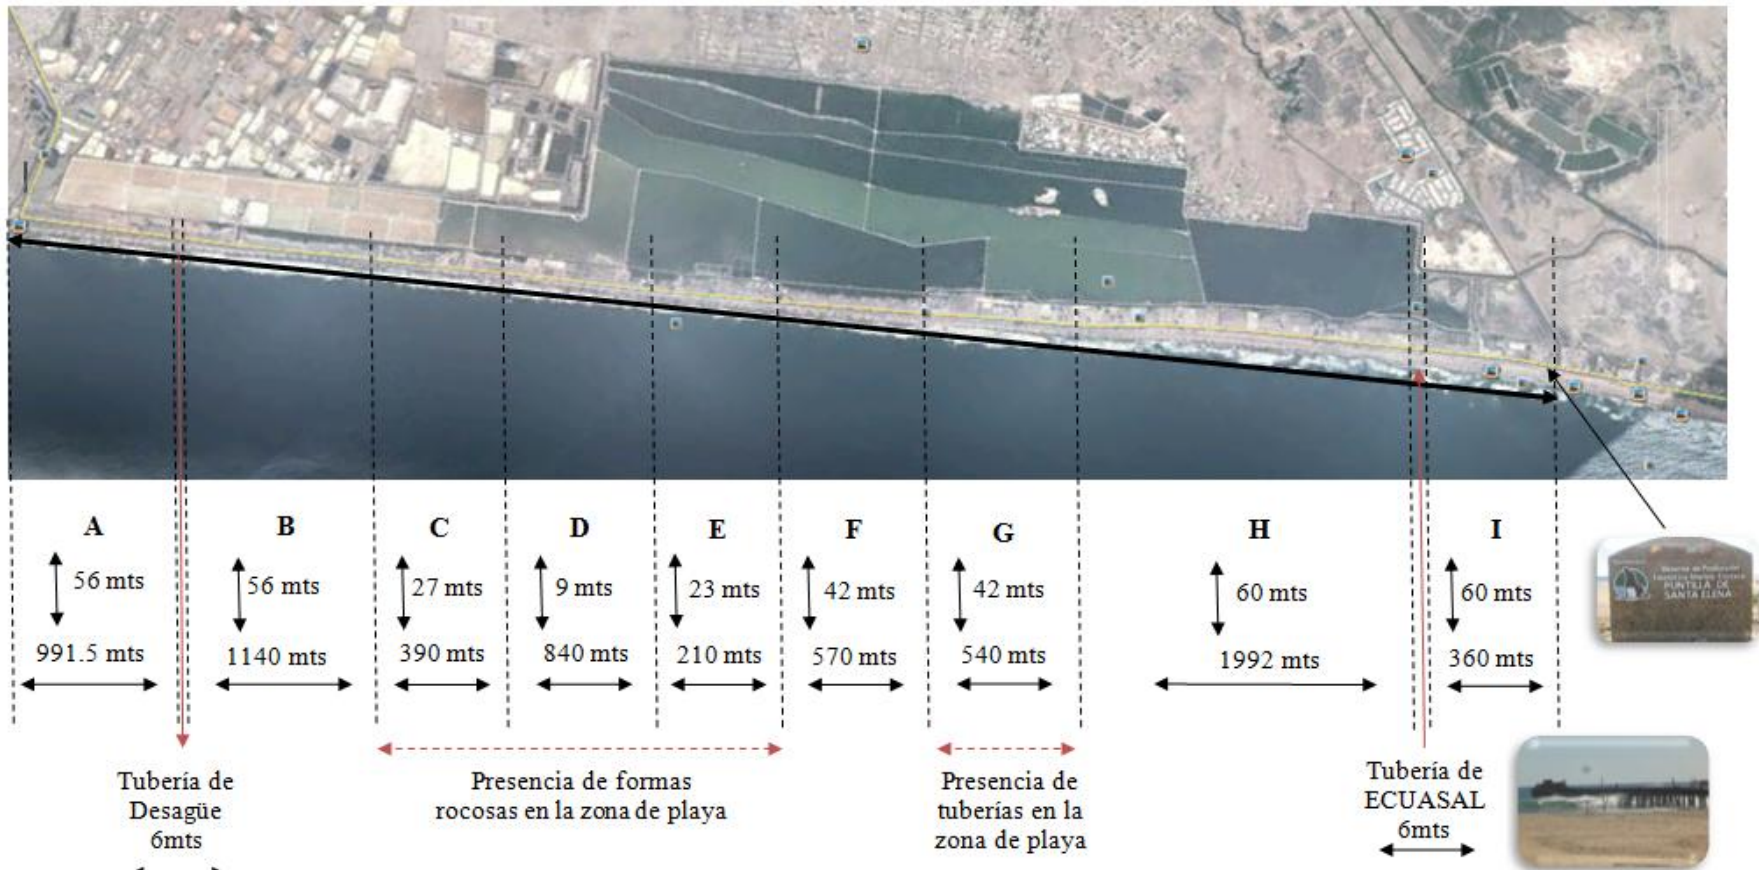 A
B
C
D
E
F
G
H
I
56 mts
56 mts
27 mts
9 mts
23 mts
42 mts
42 mts
60 mts
60 mts
991.5 mts
1140 mts
390 mts
840 mts
210 mts
570 mts
540 mts
1992 mts
360 mts
PUNTILLA DE
SANTA ELENA
Tubería de
Desagüe
6mts
Presencia de formas
rocosas en la zona de playa
Presencia de
tuberías en la
zona de playa
Tubería de
ECUASAL
6mts